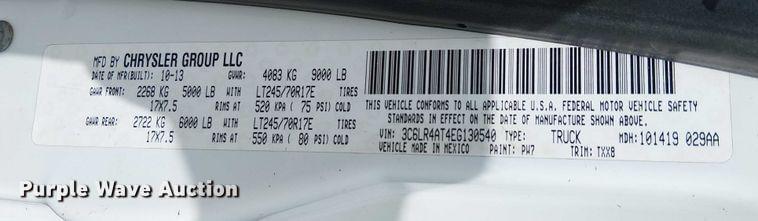 MFD BY CHRYSLER GROUP LLC
DATE OF MFR(BUILT) 10-13 GVWR: 4083 KG 9000 LB
GAWR FRONT: 2268 KG 5000 LB LT245/70R17E TIRES
17X7.5 RIMS AT 520 KPA ( 75 PSI) COLD
GAWR REAR: 2722 KG 6000 LB LT245/70R17E TIRES
17X7.5 RIMS AT 550 KPA ( 80 PSI) COLD
THIS VEHICLE CONFORMS TO ALL APPLICABLE U.S.A. FEDERAL MOTOR VEHICLE SAFETY
STANDARDS IN EFFECT ON THE DATE OF MANUFACTURE SHOWN ABOVE.
VIN: 3C6LR4AT4EG130540 TYPE: TRUCK MDH: 101419 029AA
VEHICLE MADE IN MEXICO PAINT: PW7 TRIM: TXX8
Purple Wave Auction